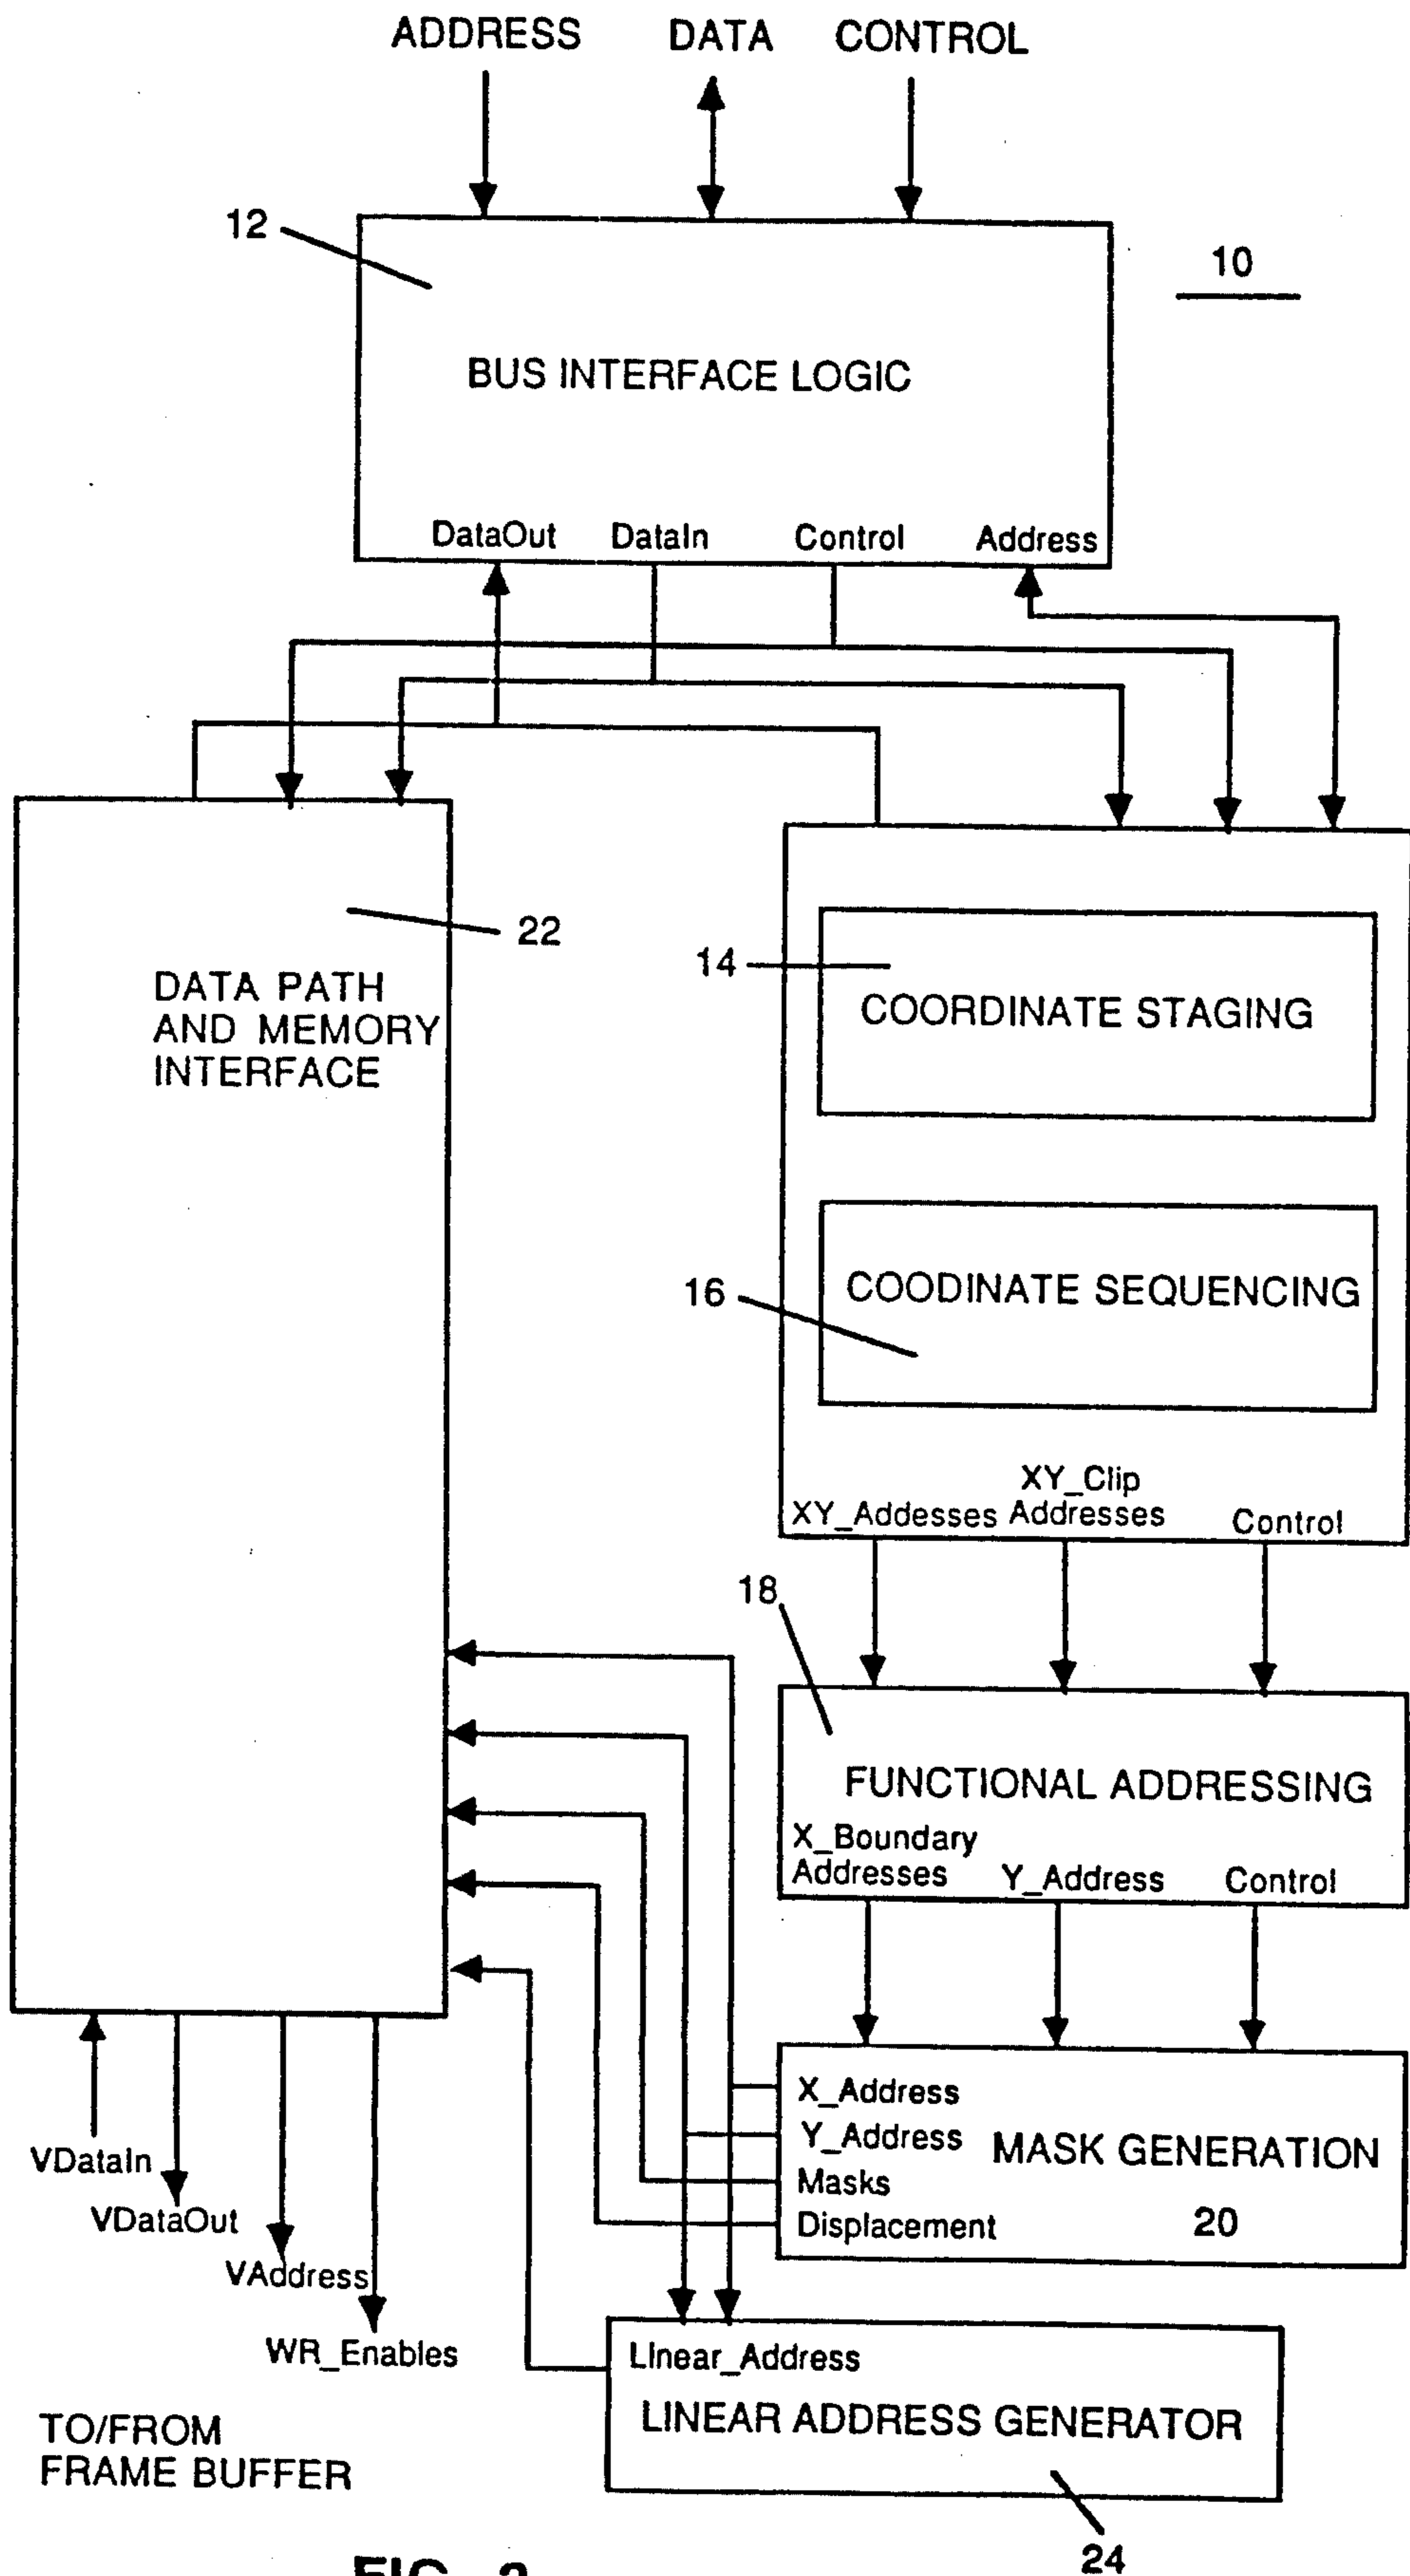 ADDRESS DATA CONTROL
12
10
BUS INTERFACE LOGIC
DataOut DataIn Control Address
22
DATA PATH
AND MEMORY
INTERFACE
14
COORDINATE STAGING
16
COODINATE SEQUENCING
XY_Addesses
XY_Clip
Addresses
Control
18
FUNCTIONAL ADDRESSING
X_Boundary
Addresses
Y_Address
Control
X_Address
Y_Address
Masks
Displacement
MASK GENERATION
20
VDataIn
VDataOut
VAddress
WR_Enables
Linear_Address
LINEAR ADDRESS GENERATOR
24
TO/FROM
FRAME BUFFER
FIG.